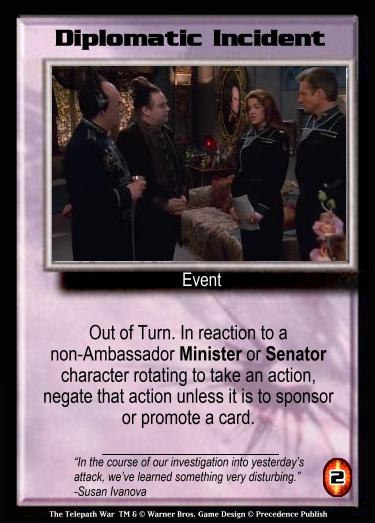 Diplomatic Incident
Event
Out of Turn. In reaction to a
non-Ambassador Minister or Senator
character rotating to take an action,
negate that action unless it is to sponsor
or promote a card.
“In the course of our investigation into yesterday’s
attack, we’ve learned something very disturbing.”
-Susan Ivanova
2
The Telepath War TM & © Warner Bros. Game Design © Precedence Publish